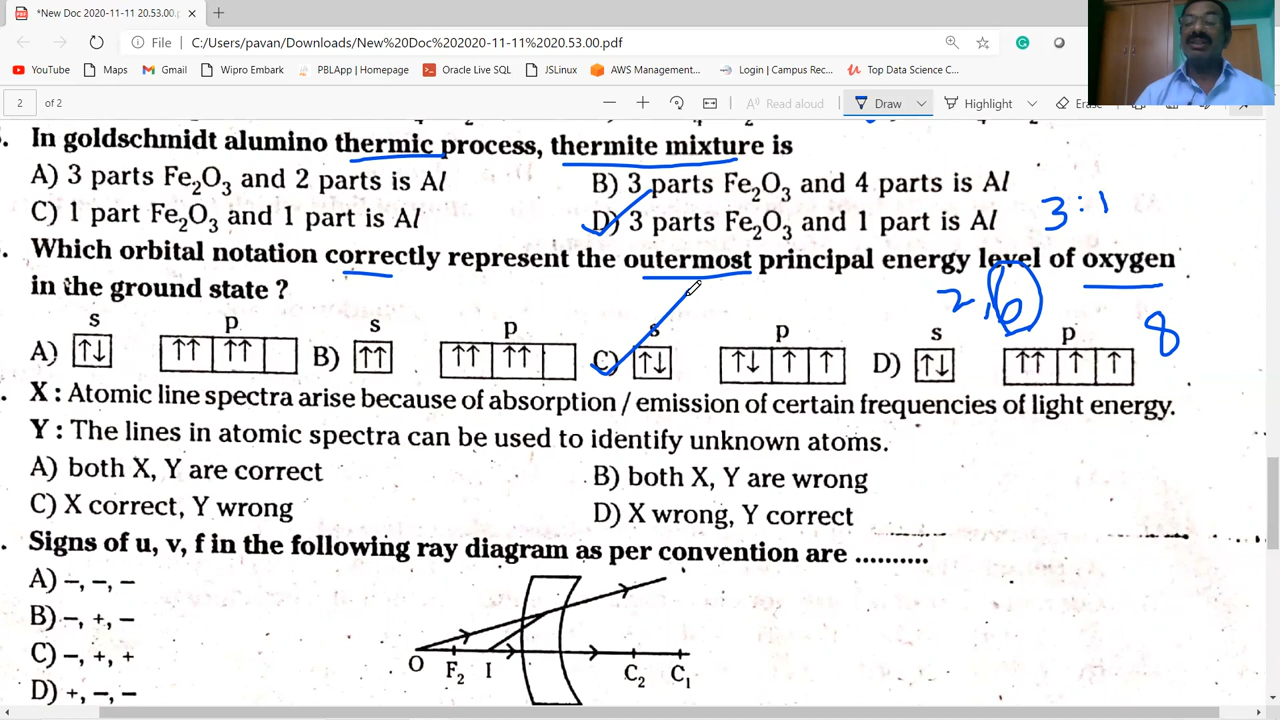 *New Doc 2020-11-11 20.53.00.p
File C:/Users/pavan/Downloads/New%20Doc%202020-11-11%2020.53.00.pdf
YouTube Maps Gmail Wipro Embark PBLApp | Homepage Oracle Live SQL JSLinux AWS Management... Login | Campus Rec... Top Data Science C...
2 of 2 Read aloud Draw Highlight
. In goldschmidt alumino thermic process, thermite mixture is
A) 3 parts Fe₂O₃ and 2 parts is Al B) 3 parts Fe₂O₃ and 4 parts is Al
C) 1 part Fe₂O₃ and 1 part is Al D) 3 parts Fe₂O₃ and 1 part is Al 3:1
. Which orbital notation correctly represent the outermost principal energy level of oxygen
in the ground state ? 2,6 8
s p s p s p s p
A) ↑↓ ↑↑ ↑↑ B) ↑↑ ↑↑ ↑↑ C) ↑↓ ↑↓ ↑ ↑ D) ↑↓ ↑↑ ↑ ↑
. X : Atomic line spectra arise because of absorption / emission of certain frequencies of light energy.
Y : The lines in atomic spectra can be used to identify unknown atoms.
A) both X, Y are correct B) both X, Y are wrong
C) X correct, Y wrong D) X wrong, Y correct
. Signs of u, v, f in the following ray diagram as per convention are ..........
A) –, –, –
B) –, +, –
C) –, +, +
D) +, –, –
O F₂ I C₂ C₁